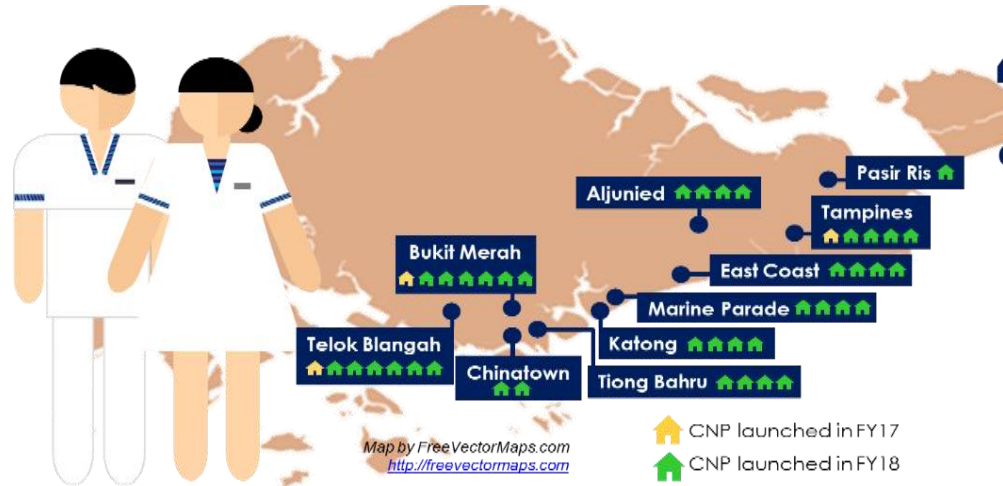 Pasir Ris
Aljunied
Tampines
Bukit Merah
East Coast
Marine Parade
Telok Blangah
Katong
Chinatown
Tiong Bahru
Map by FreeVectorMaps.com
http://freevectormaps.com
CNP launched in FY17
CNP launched in FY18